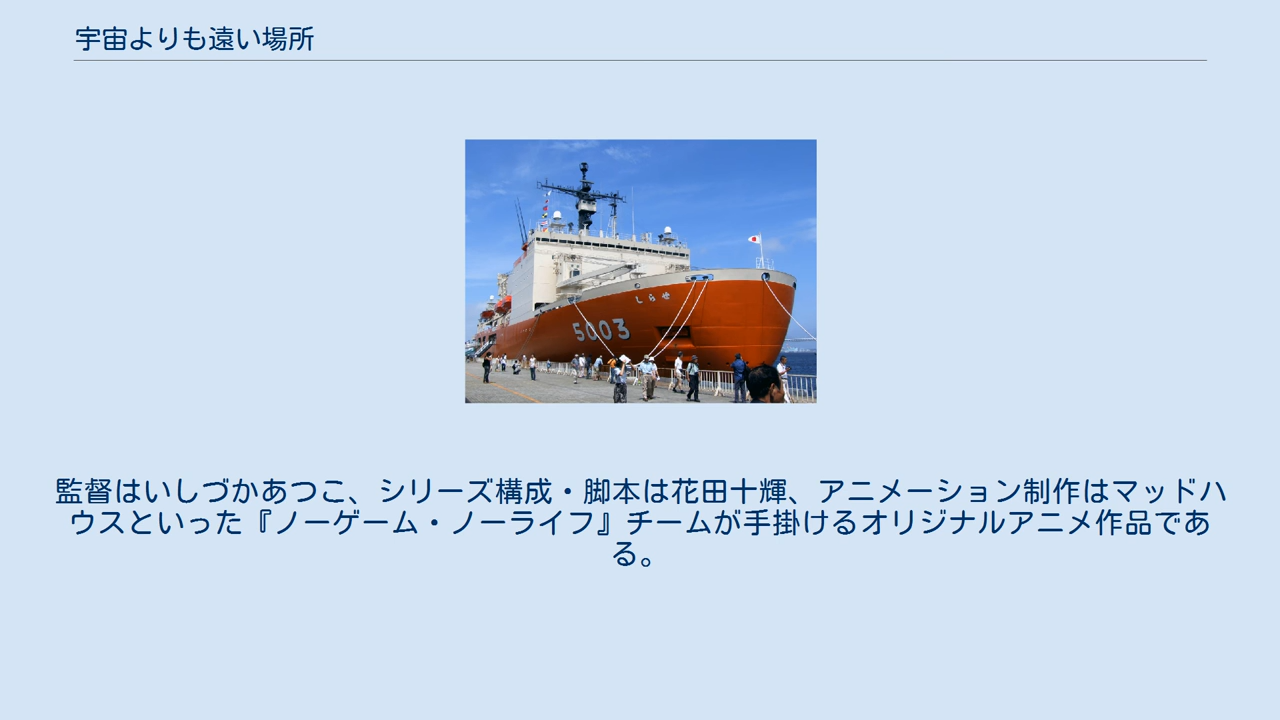 宇宙よりも遠い場所
しらせ
5003
監督はいしづかあつこ、シリーズ構成・脚本は花田十輝、アニメーション制作はマッドハ
ウスといった『ノーゲーム・ノーライフ』チームが手掛けるオリジナルアニメ作品であ
る。